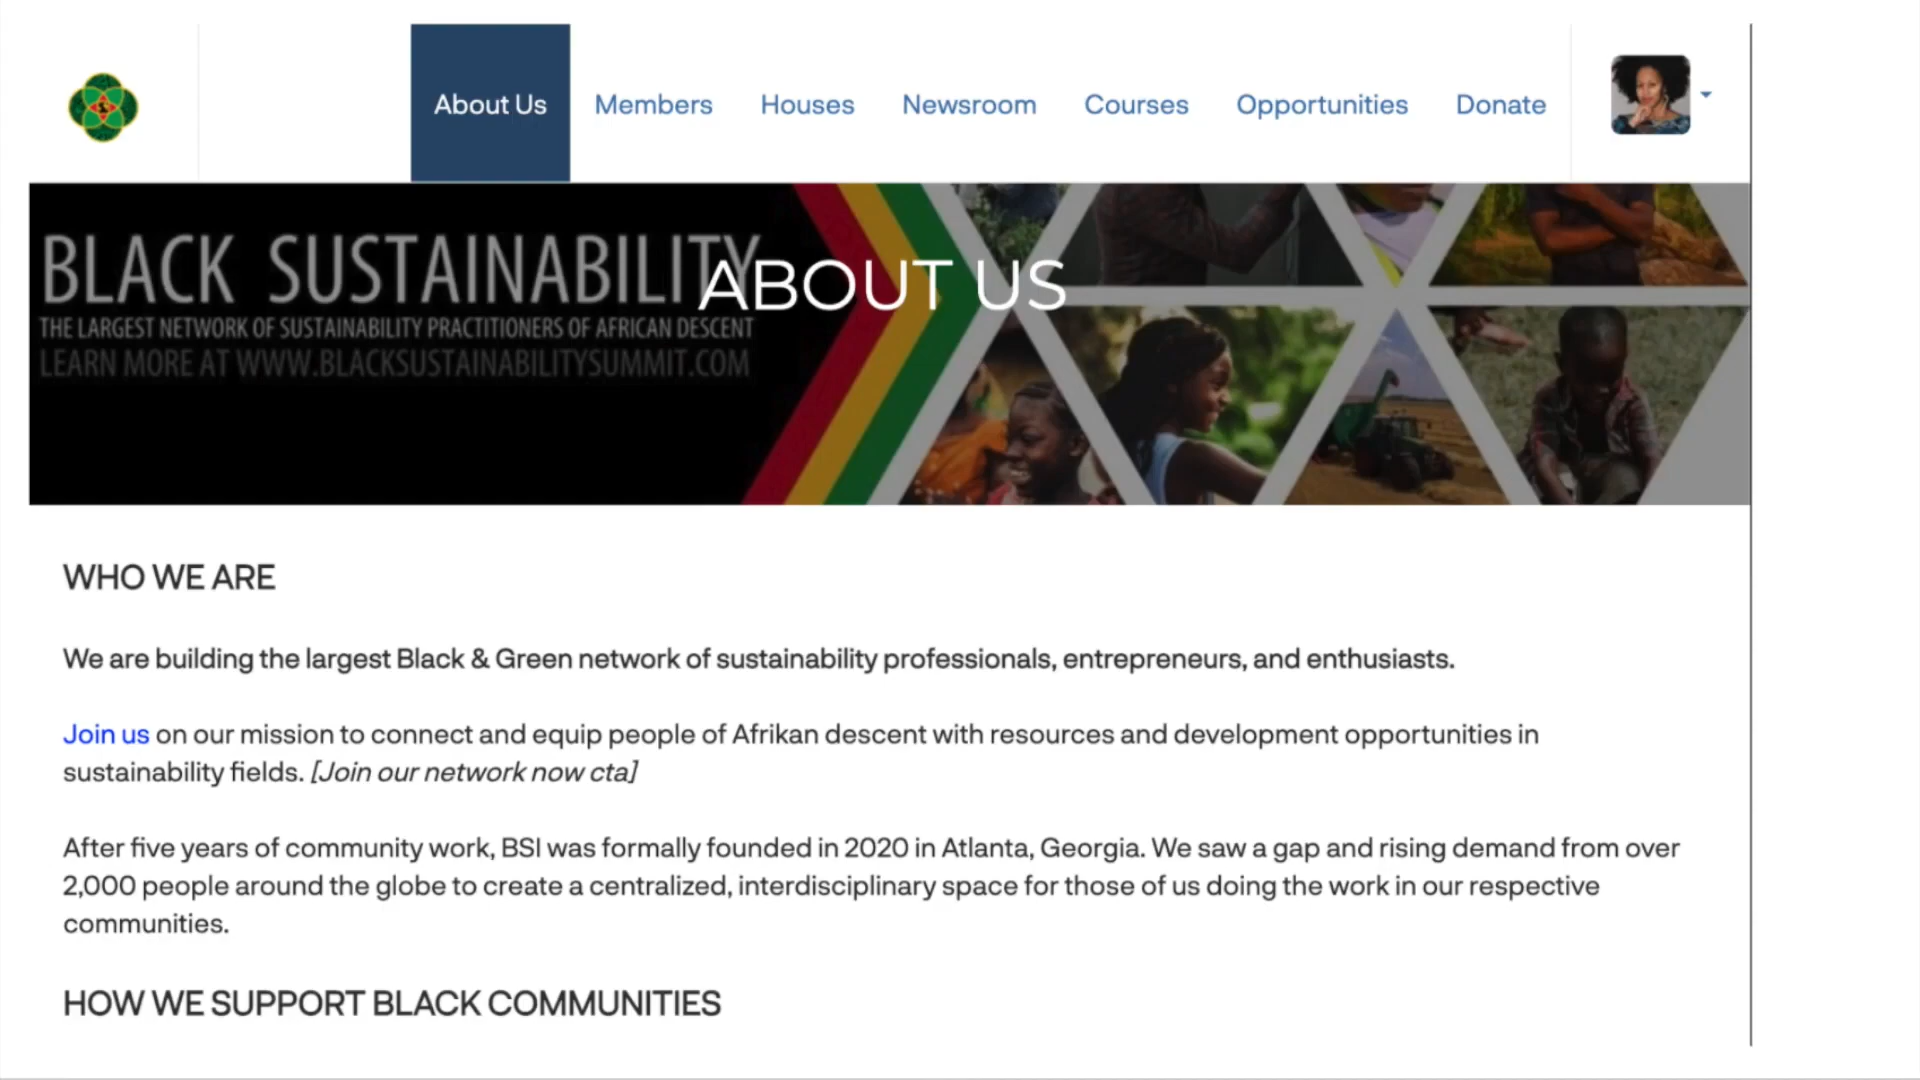 About Us
Members
Houses
Newsroom
Courses
Opportunities
Donate
BLACK SUSTAINABILITY
ABOUT US
THE LARGEST NETWORK OF SUSTAINABILITY PRACTITIONERS OF AFRICAN DESCENT
LEARN MORE AT WWW.BLACKSUSTAINABILITYSUMMIT.COM
WHO WE ARE
We are building the largest Black & Green network of sustainability professionals, entrepreneurs, and enthusiasts.
Join us on our mission to connect and equip people of Afrikan descent with resources and development opportunities in
sustainability fields. [Join our network now cta]
After five years of community work, BSI was formally founded in 2020 in Atlanta, Georgia. We saw a gap and rising demand from over
2,000 people around the globe to create a centralized, interdisciplinary space for those of us doing the work in our respective
communities.
HOW WE SUPPORT BLACK COMMUNITIES